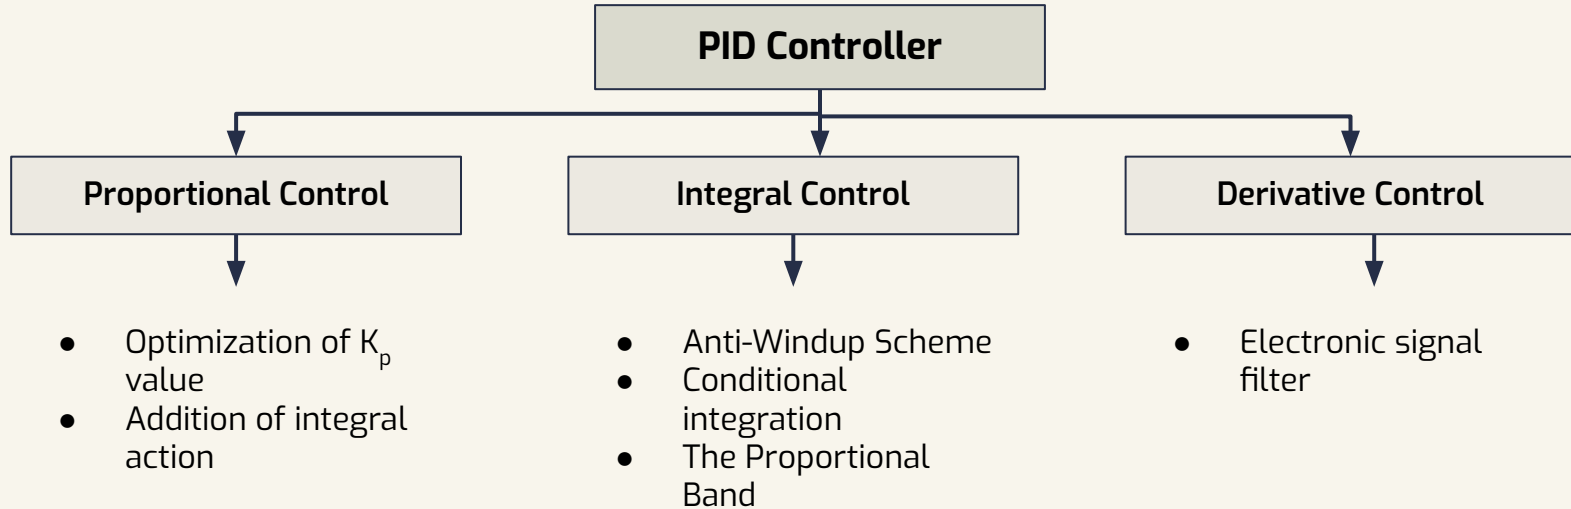 PID Controller
Proportional Control
Integral Control
Derivative Control
● Optimization of Kp
value
● Addition of integral
action
● Anti-Windup Scheme
● Conditional
integration
● The Proportional
Band
● Electronic signal
filter